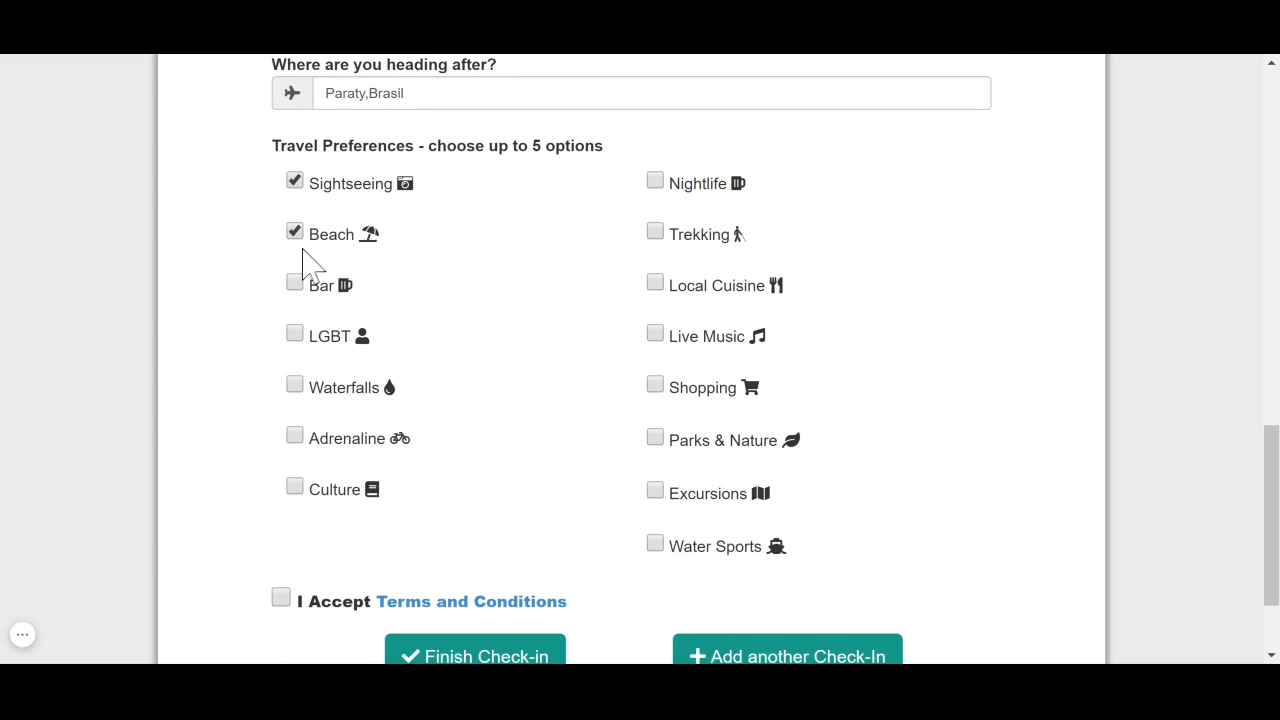 Where are you heading after?
Paraty,Brasil
Travel Preferences - choose up to 5 options
Sightseeing
Nightlife
Beach
Trekking
Bar
Local Cuisine
LGBT
Live Music
Waterfalls
Shopping
Adrenaline
Parks & Nature
Culture
Excursions
Water Sports
I Accept Terms and Conditions
Finish Check-in
Add another Check-In